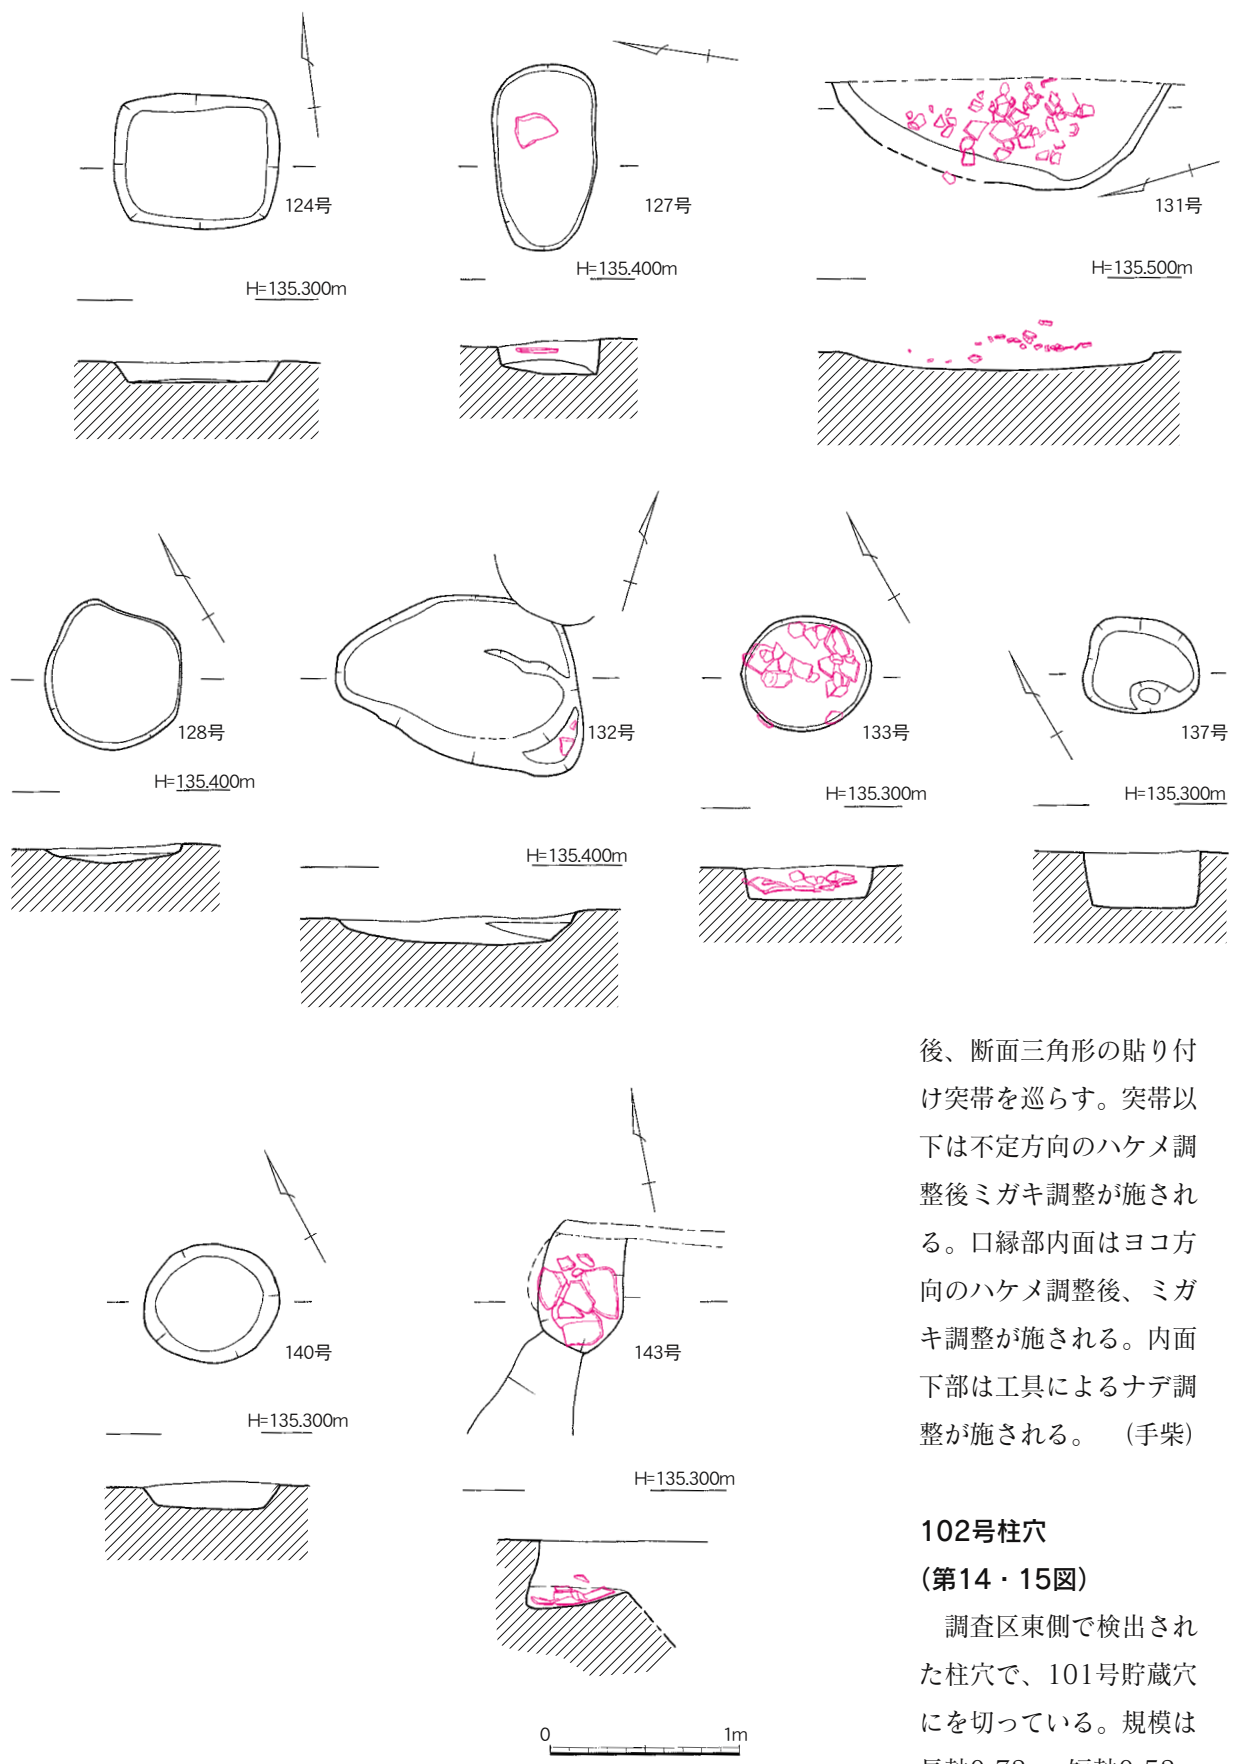 124号
127号
131号
H=135.300m
H=135.400m
H=135.500m
128号
132号
133号
137号
H=135.400m
H=135.400m
H=135.300m
H=135.300m
140号
143号
H=135.300m
H=135.300m
0 1m
後、断面三角形の貼り付
け突帯を巡らす。突帯以
下は不定方向のハケメ調
整後ミガキ調整が施され
る。口縁部内面はヨコ方
向のハケメ調整後、ミガ
キ調整が施される。内面
下部は工具によるナデ調
整が施される。　(手柴)
102号柱穴
(第14・15図)
調査区東側で検出され
た柱穴で、101号貯蔵穴
にを切っている。規模は